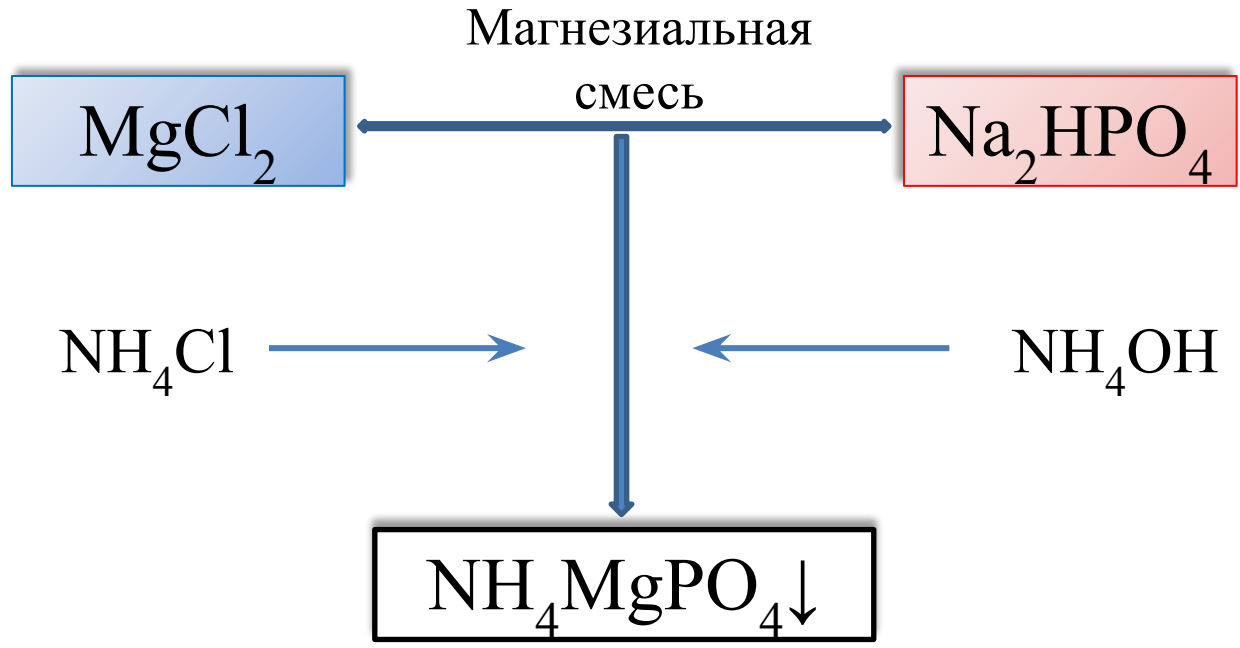 Магнезиальная
смесь
MgCl₂
Na₂HPO₄
NH₄Cl
NH₄OH
NH₄MgPO₄↓